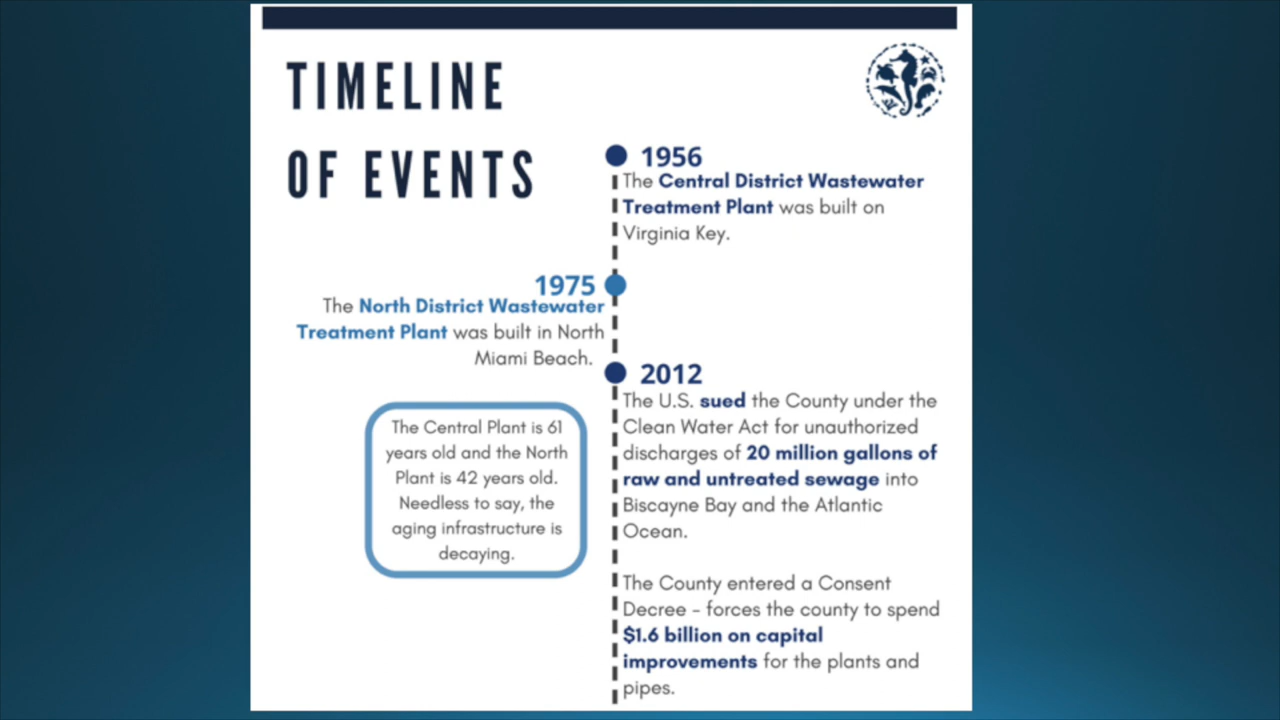 TIMELINE
OF EVENTS
1956
The Central District Wastewater
Treatment Plant was built on
Virginia Key.
1975
The North District Wastewater
Treatment Plant was built in North
Miami Beach.
The Central Plant is 61
years old and the North
Plant is 42 years old.
Needless to say, the
aging infrastructure is
decaying.
2012
The U.S. sued the County under the
Clean Water Act for unauthorized
discharges of 20 million gallons of
raw and untreated sewage into
Biscayne Bay and the Atlantic
Ocean.
The County entered a Consent
Decree - forces the county to spend
$1.6 billion on capital
improvements for the plants and
pipes.